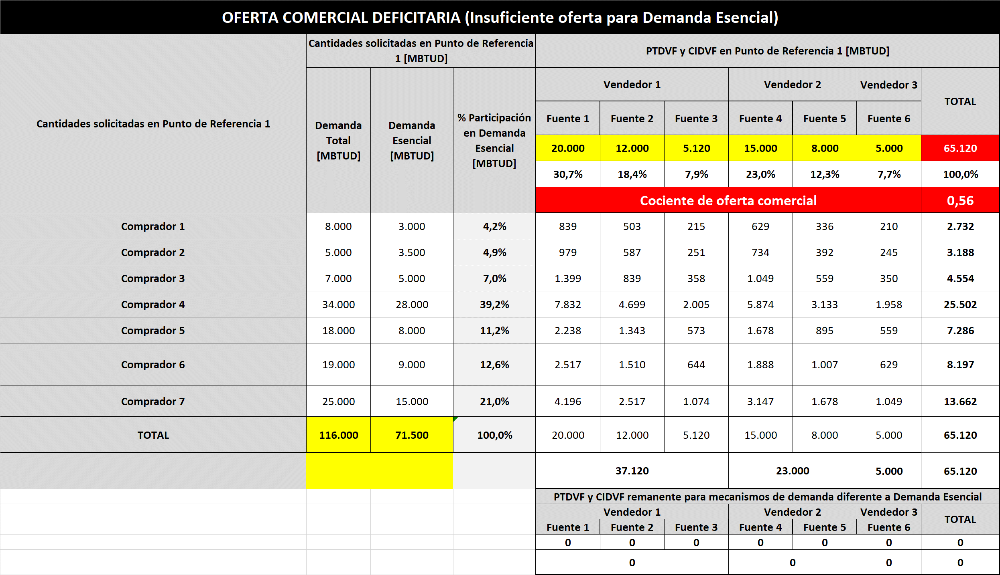 OFERTA COMERCIAL DEFICITARIA (Insuficiente oferta para Demanda Esencial)
Cantidades solicitadas en Punto de Referencia 1
Cantidades solicitadas en Punto de Referencia
1 [MBTUD]
PTDVF y CIDVF en Punto de Referencia 1 [MBTUD]
Demanda
Total
[MBTUD]
Demanda
Esencial
[MBTUD]
% Participación
en Demanda
Esencial
[MBTUD]
Vendedor 1 Vendedor 2 Vendedor 3 TOTAL
Fuente 1 Fuente 2 Fuente 3 Fuente 4 Fuente 5 Fuente 6
20.000 12.000 5.120 15.000 8.000 5.000 65.120
30,7% 18,4% 7,9% 23,0% 12,3% 7,7% 100,0%
Cociente de oferta comercial 0,56
Comprador 1 8.000 3.000 4,2% 839 503 215 629 336 210 2.732
Comprador 2 5.000 3.500 4,9% 979 587 251 734 392 245 3.188
Comprador 3 7.000 5.000 7,0% 1.399 839 358 1.049 559 350 4.554
Comprador 4 34.000 28.000 39,2% 7.832 4.699 2.005 5.874 3.133 1.958 25.502
Comprador 5 18.000 8.000 11,2% 2.238 1.343 573 1.678 895 559 7.286
Comprador 6 19.000 9.000 12,6% 2.517 1.510 644 1.888 1.007 629 8.197
Comprador 7 25.000 15.000 21,0% 4.196 2.517 1.074 3.147 1.678 1.049 13.662
TOTAL 116.000 71.500 100,0% 20.000 12.000 5.120 15.000 8.000 5.000 65.120
37.120 23.000 5.000 65.120
PTDVF y CIDVF remanente para mecanismos de demanda diferente a Demanda Esencial
Vendedor 1 Vendedor 2 Vendedor 3 TOTAL
Fuente 1 Fuente 2 Fuente 3 Fuente 4 Fuente 5 Fuente 6
0 0 0 0 0 0 0
0 0 0 0